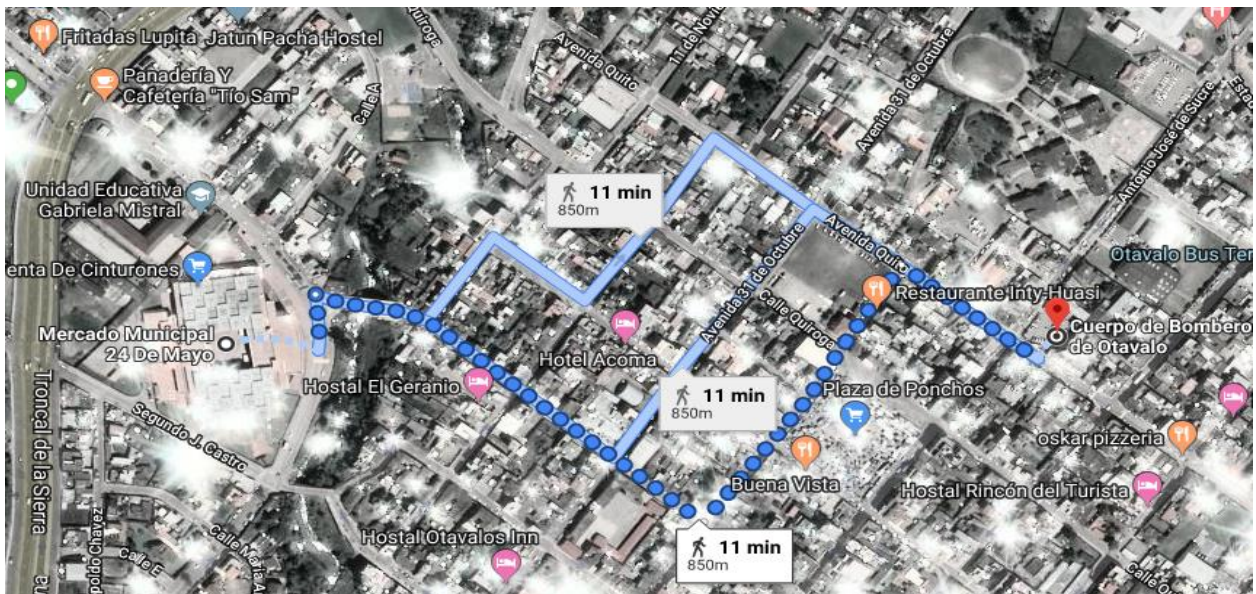 Fritadas Lupita
Jatun Pacha Hostel
Quiroga
Avenida Quito
Panadería Y
Cafetería "Tío Sam"
Calle A
Avenida 31 de Octubre
Antonio José de Sucre
11 min
850m
Unidad Educativa
Gabriela Mistral
Avenida Quito
Otavalo Bus Ter
enta De Cinturones
Avenida 31 de Octubre
Calle Quiroga
Restaurante Inty-Huasi
Mercado Municipal
24 De Mayo
Cuerpo de Bombero
de Otavalo
Hotel Acoma
Hostal El Geranio
11 min
850m
Plaza de Ponchos
Troncal de la Sierra
Segundo J. Castro
oskar pizzeria
Buena Vista
Hostal Rincón del Turista
Hostal Otavalos Inn
11 min
850m
poldo Chavez
Calle E
Calle María A